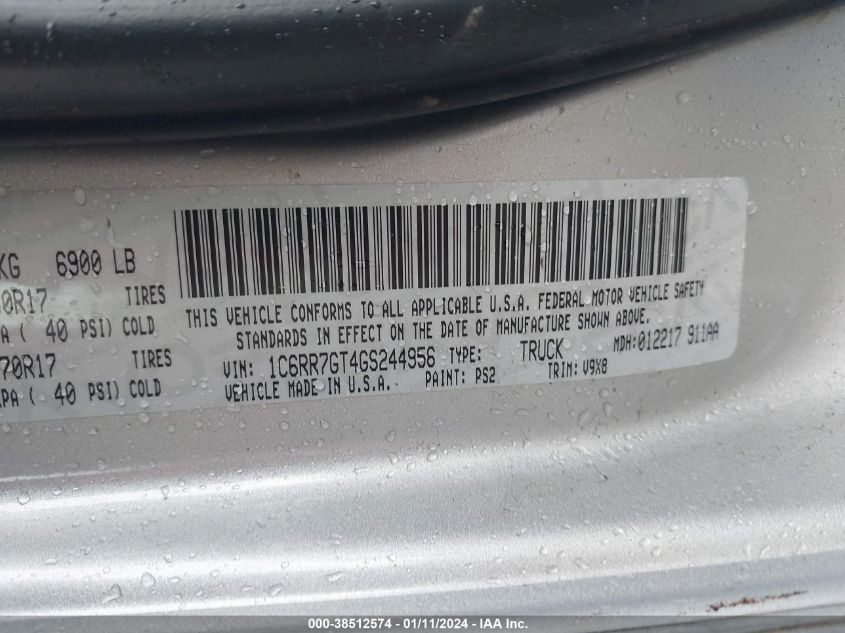 KG 6900 LB
0R17 TIRES
PA ( 40 PSI) COLD
70R17 TIRES
KPA ( 40 PSI) COLD
THIS VEHICLE CONFORMS TO ALL APPLICABLE U.S.A. FEDERAL MOTOR VEHICLE SAFETY
STANDARDS IN EFFECT ON THE DATE OF MANUFACTURE SHOWN ABOVE.
VIN: 1C6RR7GT4GS244956 TYPE: TRUCK MDH:012217 911AA
VEHICLE MADE IN U.S.A. PAINT: PS2 TRIM: V9X8
000-38512574 - 01/11/2024 - IAA Inc.